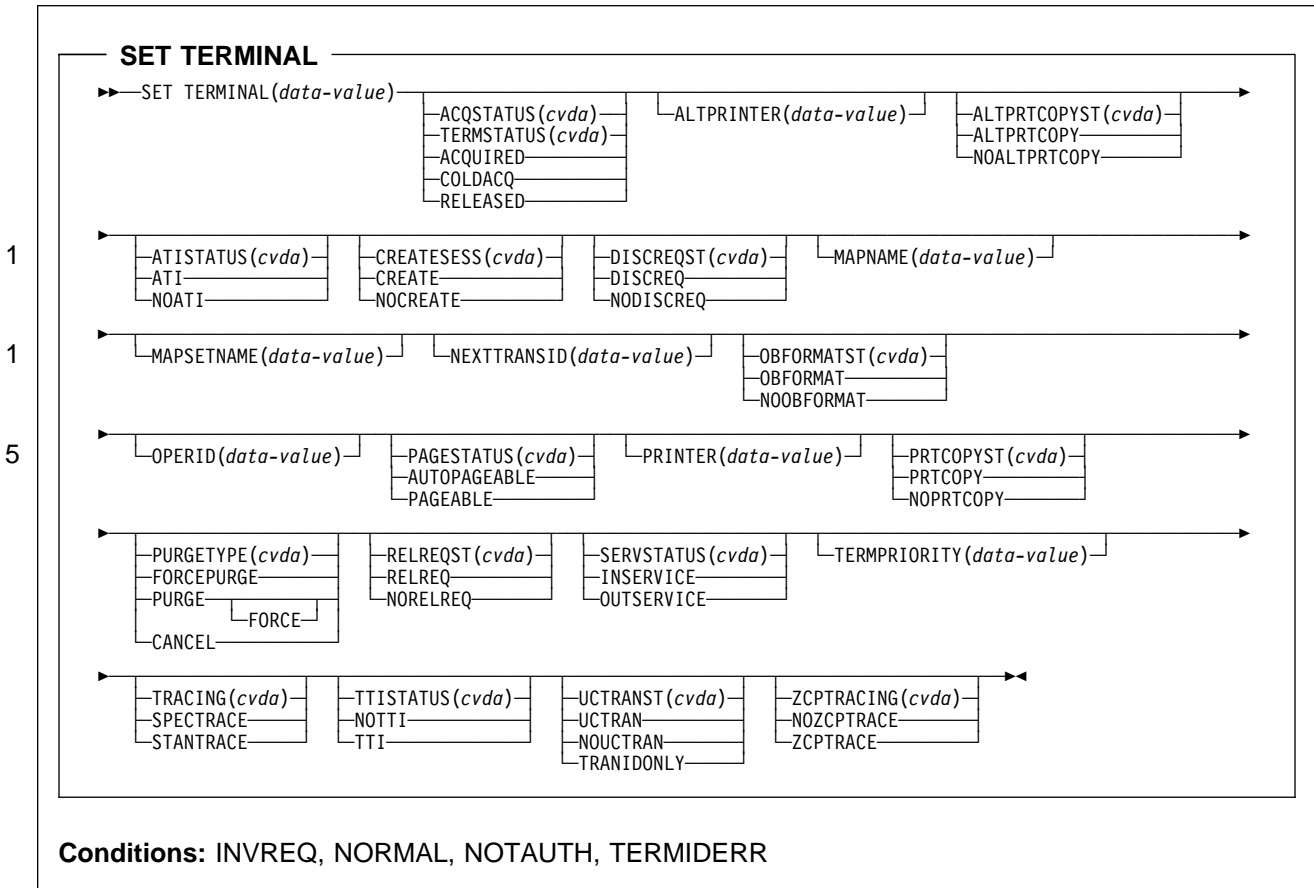 SET TERMINAL
SET TERMINAL(data-value)
ACQSTATUS(cvda) ALTPRINTER(data-value) ALTPRTCOPYST(cvda)
TERMSTATUS(cvda) ALTPRTCOPY
ACQUIRED NOALTPRTCOPY
COLDACQ
RELEASED
1 ATISTATUS(cvda) CREATESESS(cvda) DISCREQST(cvda) MAPNAME(data-value)
ATI CREATE DISCREQ
NOATI NOCREATE NODISCREQ
1 MAPSETNAME(data-value) NEXTTRANSID(data-value) OBFORMATST(cvda)
OBFORMAT
NOOBFORMAT
5 OPERID(data-value) PAGESTATUS(cvda) PRINTER(data-value) PRTCOPYST(cvda)
AUTOPAGEABLE PRTCOPY
PAGEABLE NOPRTCOPY
PURGETYPE(cvda) RELREQST(cvda) SERVSTATUS(cvda) TERMPRIORITY(data-value)
FORCEPURGE RELREQ INSERVICE
PURGE NORELREQ OUTSERVICE
FORCE
CANCEL
TRACING(cvda) TTISTATUS(cvda) UCTRANST(cvda) ZCPTRACING(cvda)
SPECTRACE NOTTI UCTRAN NOZCPTRACE
STANTRACE TTI NOUCTRAN ZCPTRACE
TRANIDONLY
Conditions: INVREQ, NORMAL, NOTAUTH, TERMIDERR